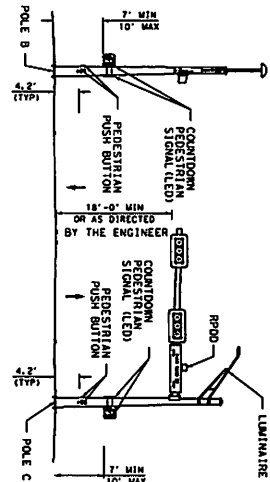 7' MIN
10' MAX
POLE B
4.2'
(TYP)
PEDESTRIAN
PUSH BUTTON
COUNTDOWN
PEDESTRIAN
SIGNAL (LED)
18'-0" MIN
OR AS DIRECTED
BY THE ENGINEER
COUNTDOWN
PEDESTRIAN
SIGNAL (LED)
PEDESTRIAN
PUSH BUTTON
RPDD
LUMINAIRE
4.2'
(TYP)
POLE C
7' MIN
10' MAX